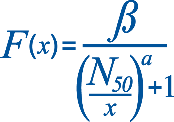 F(x) = β / ((N₅₀ / x)ᵃ + 1)